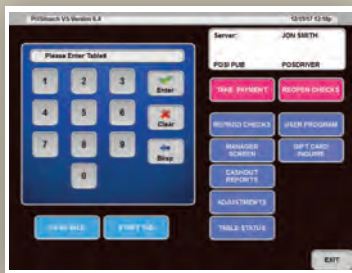 POSitouch V5 Version 5.4 12/15/17 12:10p
Please Enter Table#
1 2 3 Enter
4 5 6 Clear
7 8 9 Bksp
0
START TAB
Server: JON SMITH
POSI PUB POSDRIVER
TAKE PAYMENT REOPEN CHECKS
REPRINT CHECKS USER PROGRAM
MANAGER SCREEN GIFT CARD INQUIRE
CASHOUT REPORTS
ADJUSTMENTS
TABLE STATUS
EXIT